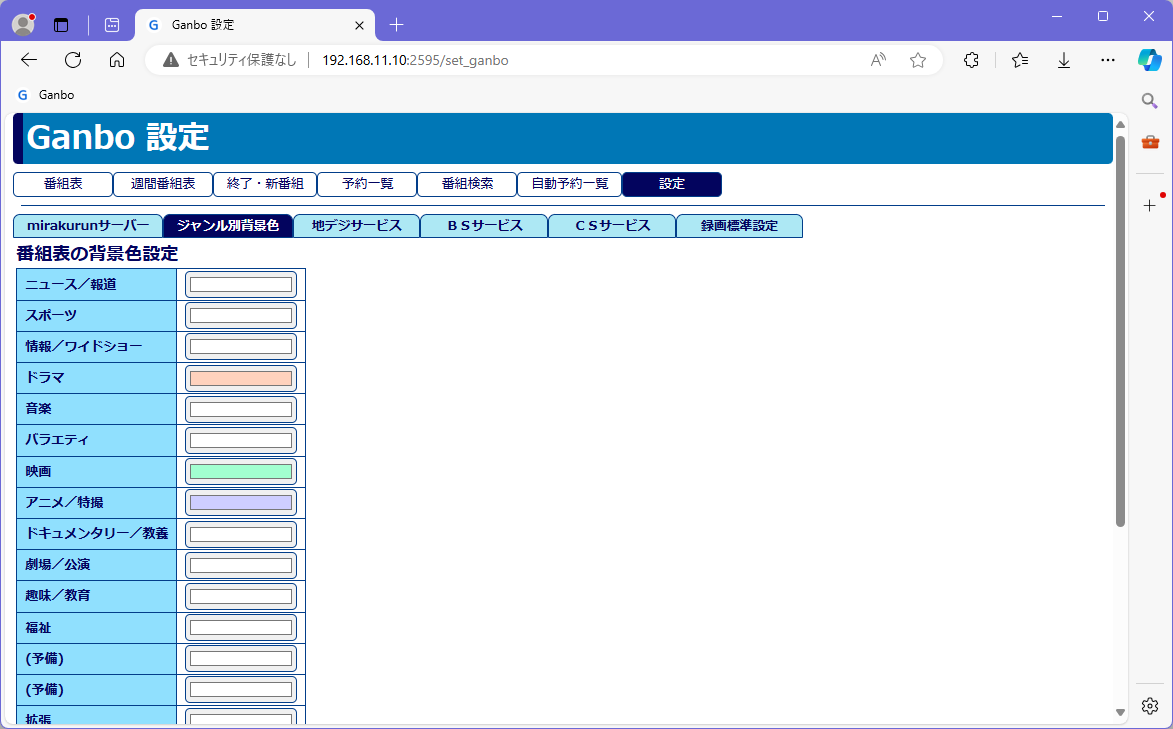 Ganbo 設定
セキュリティ保護なし
192.168.11.10:2595/set_ganbo
Ganbo
Ganbo 設定
番組表 週間番組表 終了・新番組 予約一覧 番組検索 自動予約一覧 設定
mirakurunサーバー ジャンル別背景色 地デジサービス ＢＳサービス ＣＳサービス 録画標準設定
番組表の背景色設定
ニュース／報道
スポーツ
情報／ワイドショー
ドラマ
音楽
バラエティ
映画
アニメ／特撮
ドキュメンタリー／教養
劇場／公演
趣味／教育
福祉
(予備)
(予備)
拡張